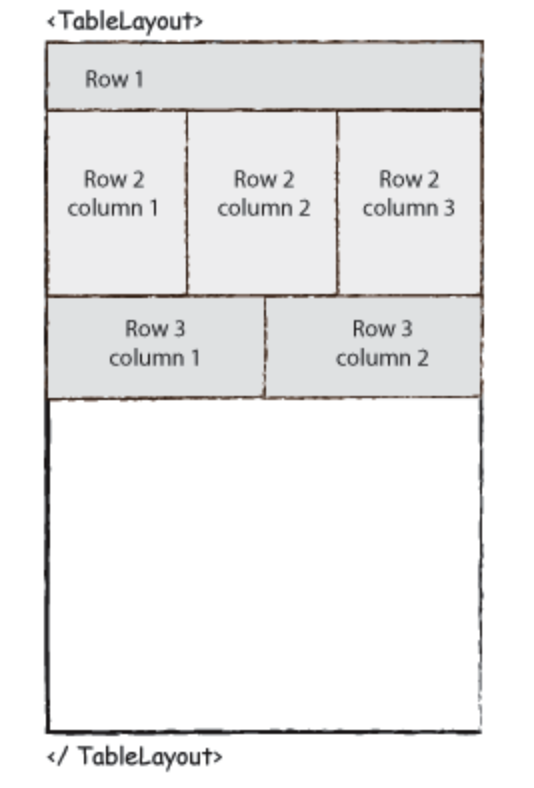 <TableLayout>
Row 1
Row 2
column 1
Row 2
column 2
Row 2
column 3
Row 3
column 1
Row 3
column 2
</ TableLayout>